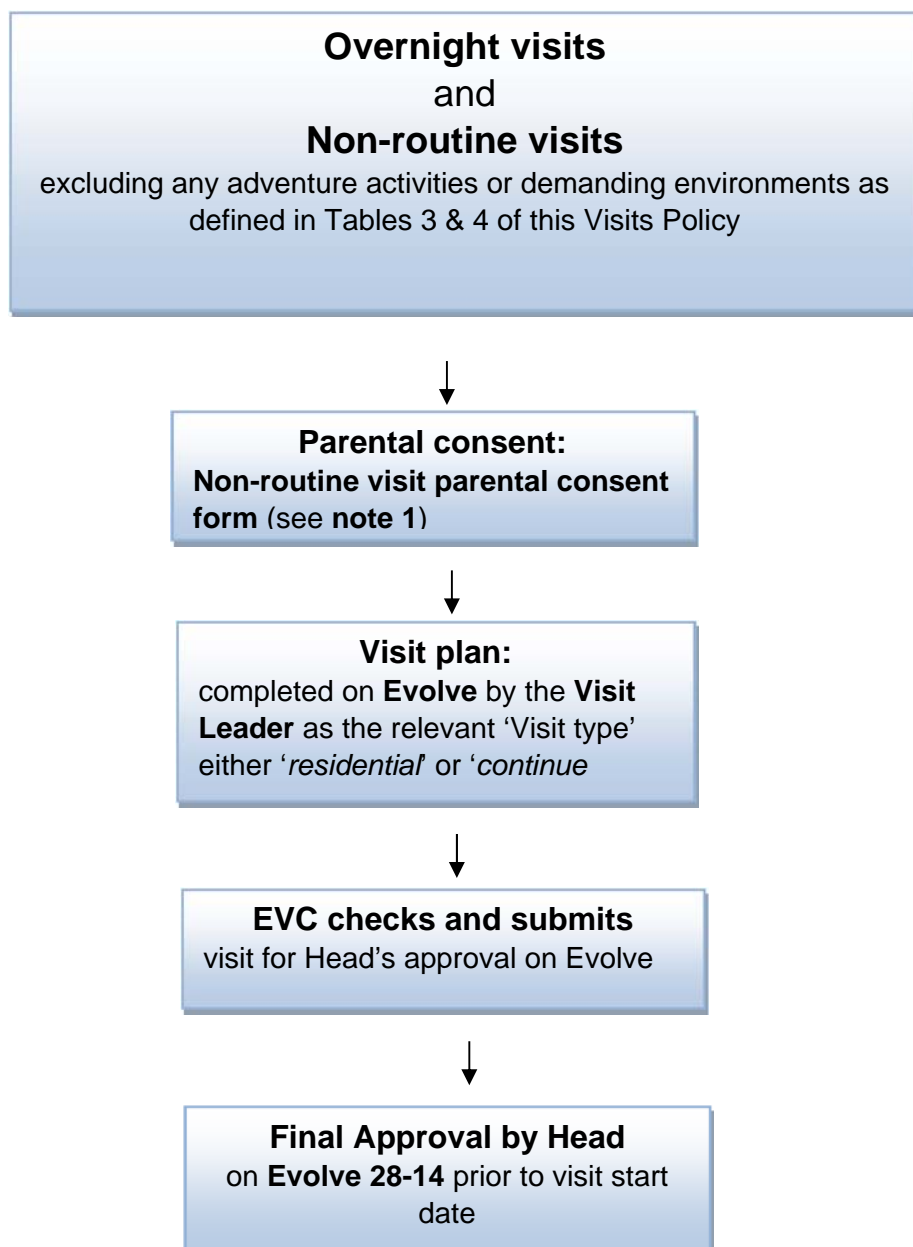 Overnight visits
and
Non-routine visits
excluding any adventure activities or demanding environments as
defined in Tables 3 & 4 of this Visits Policy
Parental consent:
Non-routine visit parental consent
form (see note 1)
Visit plan:
completed on Evolve by the Visit
Leader as the relevant ‘Visit type’
either ‘residential’ or ‘continue
EVC checks and submits
visit for Head’s approval on Evolve
Final Approval by Head
on Evolve 28-14 prior to visit start
date